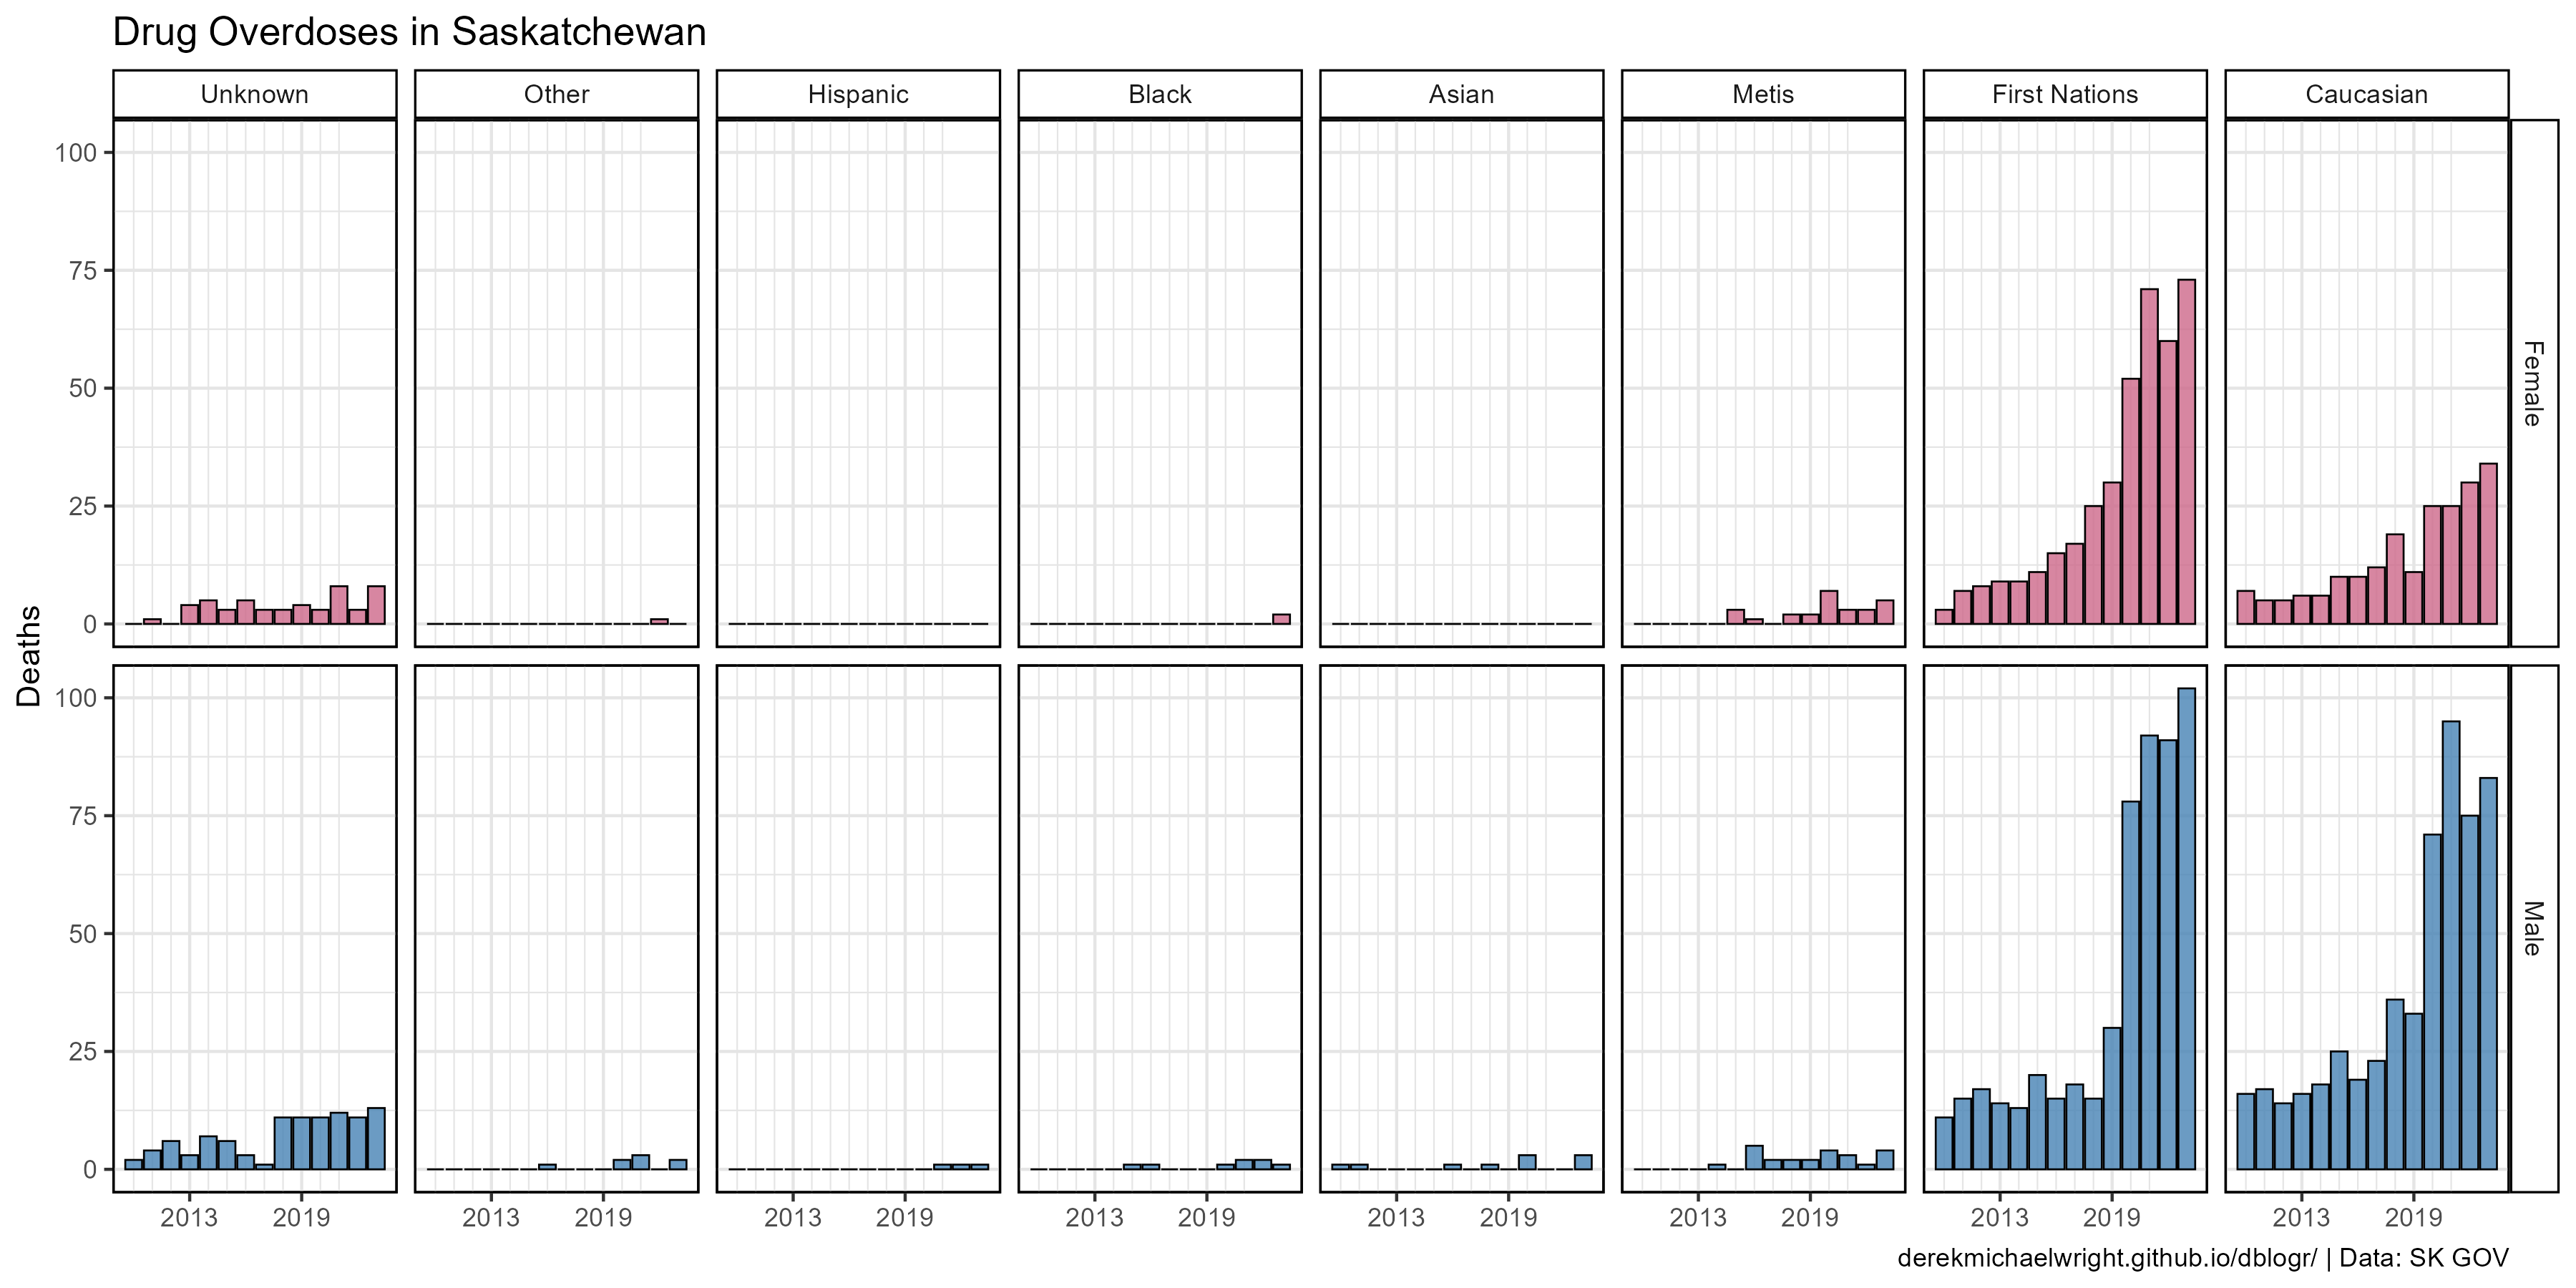 Drug Overdoses in Saskatchewan
Unknown Other Hispanic Black Asian Metis First Nations Caucasian
100
75
50
25
0
Female
Deaths
100
75
50
25
0
Male
2013 2019 2013 2019 2013 2019 2013 2019 2013 2019 2013 2019 2013 2019 2013 2019
derekmichaelwright.github.io/dblogr/ | Data: SK GOV